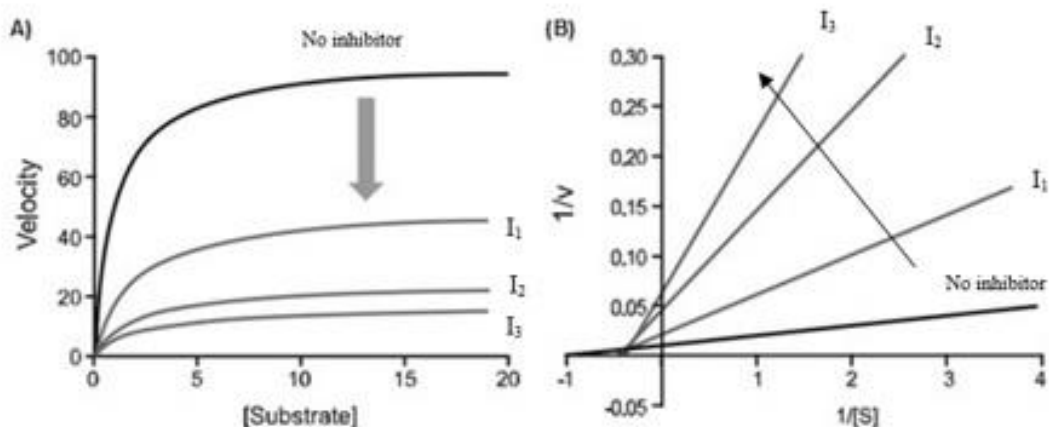 A)
No inhibitor
100
80
60
40
20
0
Velocity
I₁
I₂
I₃
0
5
10
15
20
[Substrate]
(B)
I₃
I₂
0.30
0.25
0.20
0.15
0.10
0.05
-0.05
1/v
I₁
No inhibitor
-1
1
2
3
4
1/[S]